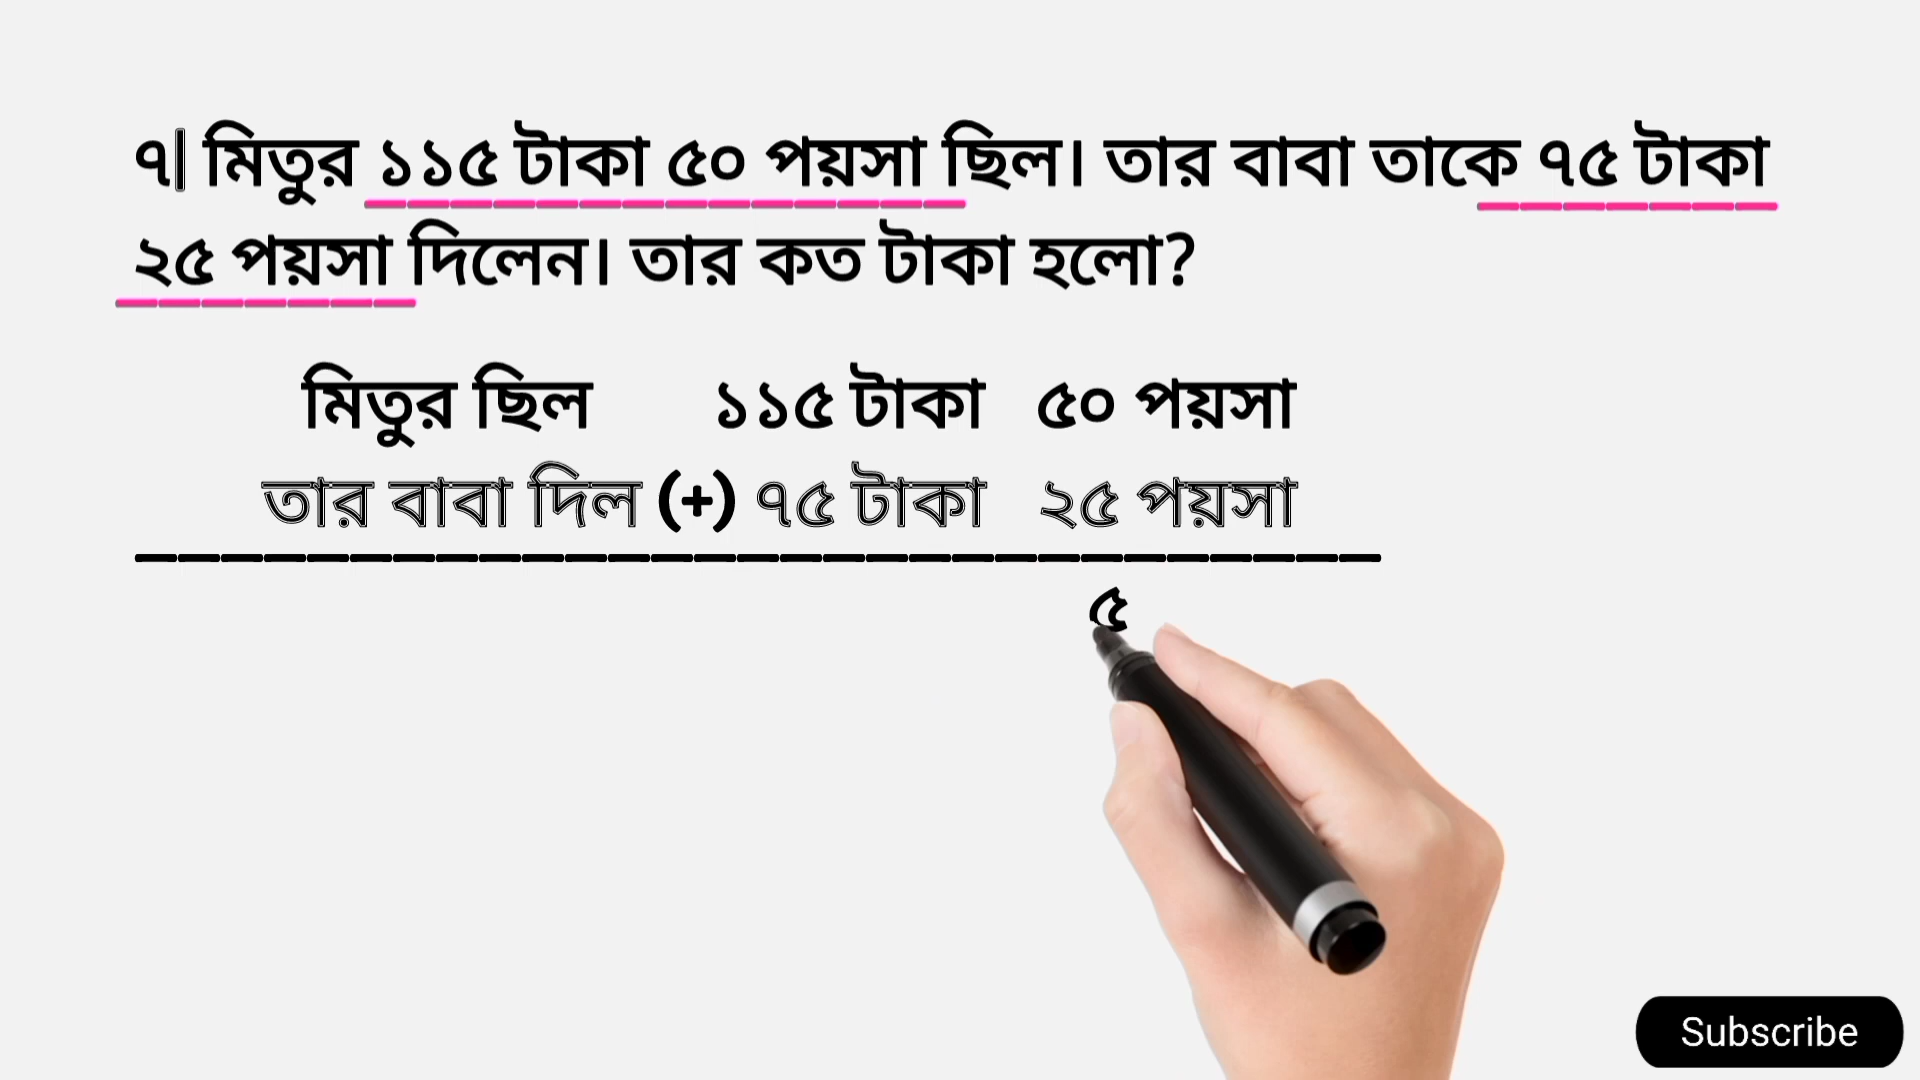 ৭| মিতুর ১১৫ টাকা ৫০ পয়সা ছিল। তার বাবা তাকে ৭৫ টাকা
২৫ পয়সা দিলেন। তার কত টাকা হলো?
মিতুর ছিল ১১৫ টাকা ৫০ পয়সা
তার বাবা দিল (+) ৭৫ টাকা ২৫ পয়সা
৫
Subscribe